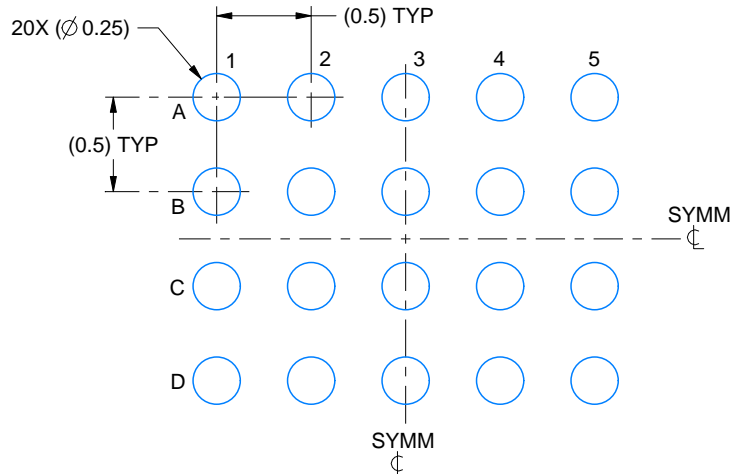 (0.5) TYP
20X (∅ 0.25)
1 2 3 4 5
A
(0.5) TYP
B
SYMM
℄
C
D
SYMM
℄